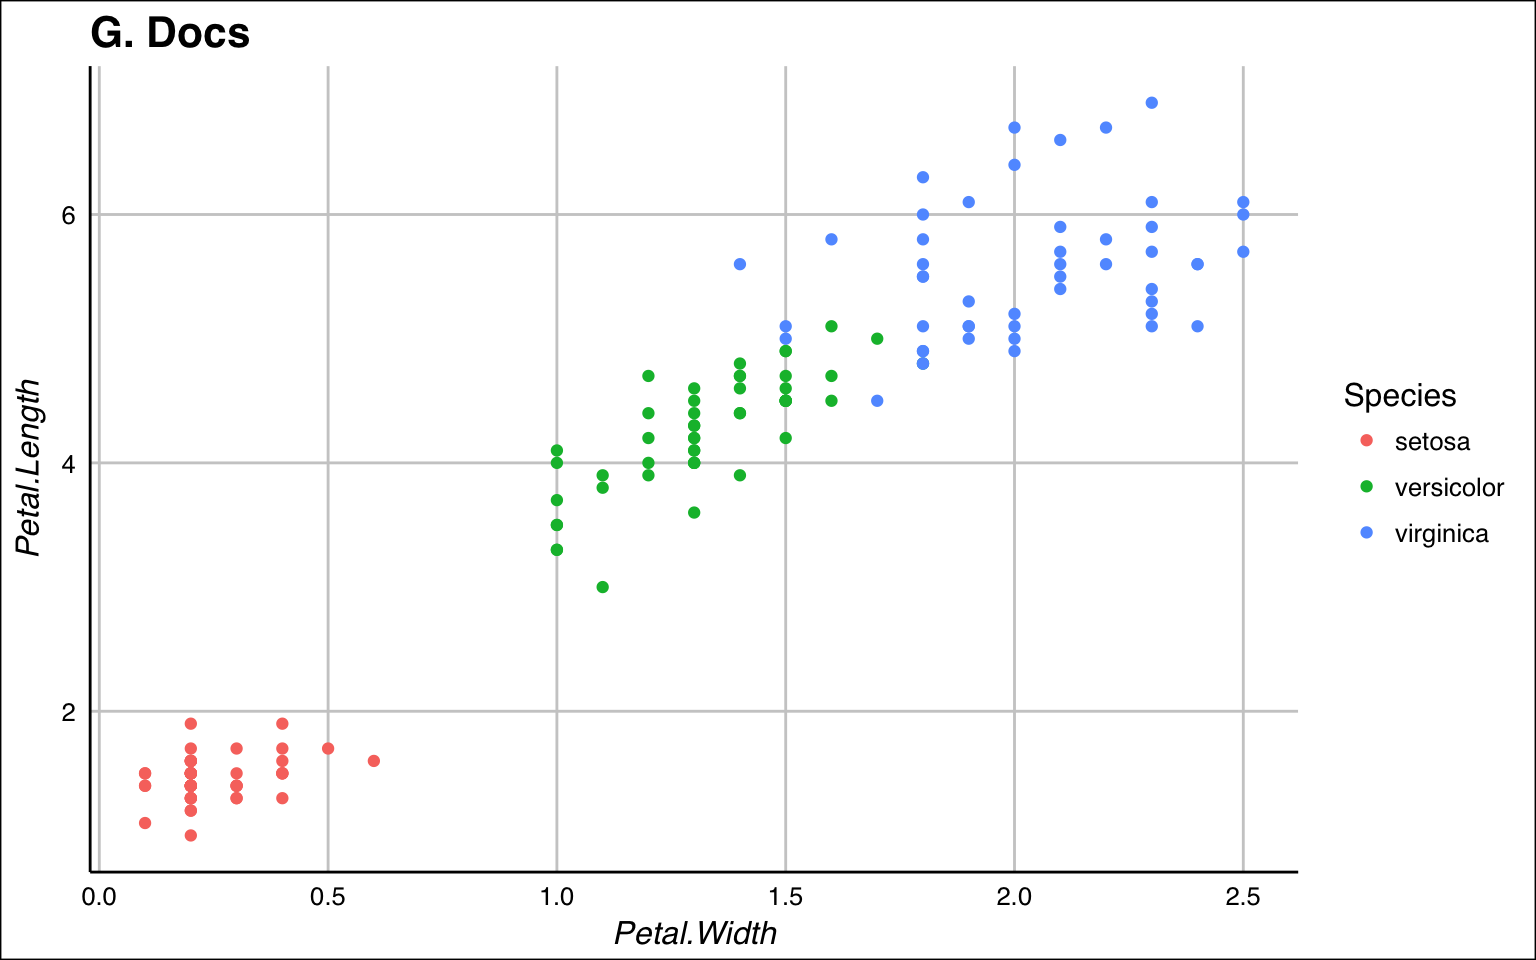 G. Docs
6
4
2
Petal.Length
0.0 0.5 1.0 1.5 2.0 2.5
Petal.Width
Species
setosa
versicolor
virginica